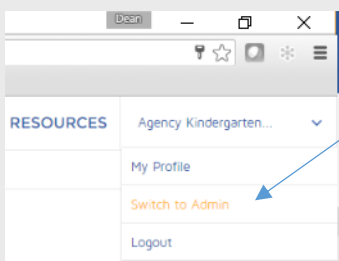 Dean
RESOURCES Agency Kindergarten...
My Profile
Switch to Admin
Logout